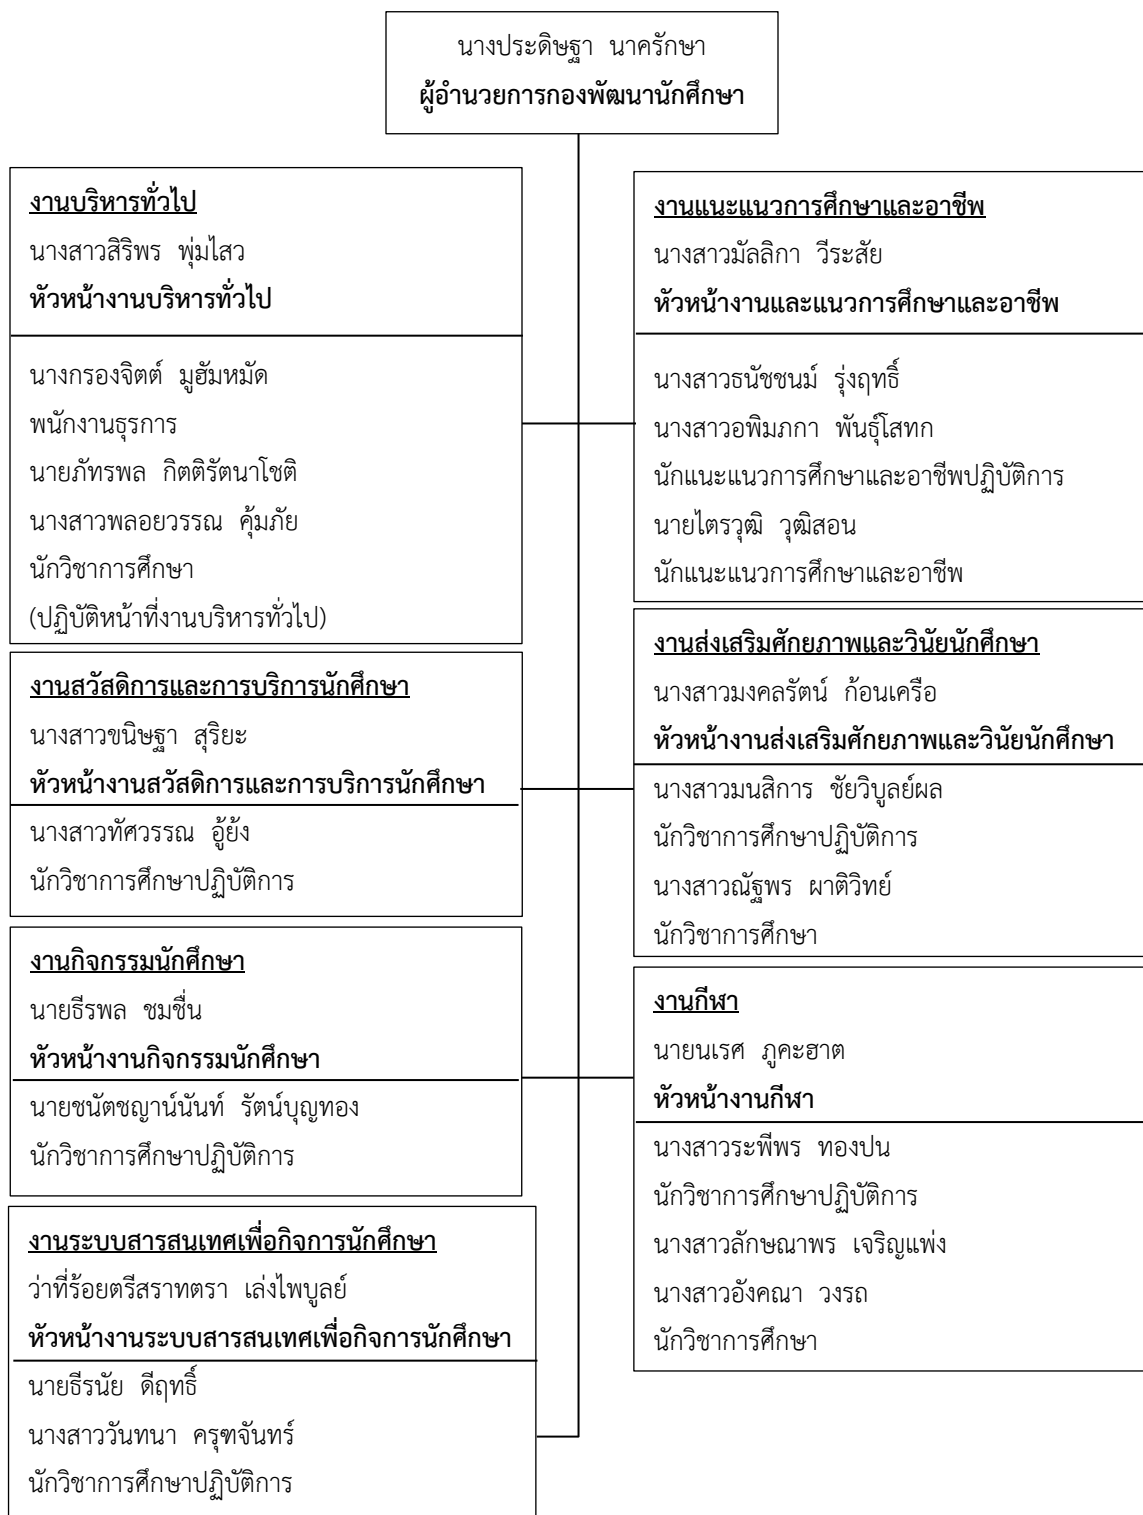 นางประดิษฐา นาครักษา
ผู้อำนวยการกองพัฒนานักศึกษา
งานบริหารทั่วไป
นางสาวสิริพร พุ่มไสว
หัวหน้างานบริหารทั่วไป
นางกรองจิตต์ มูฮัมหมัด
พนักงานธุรการ
นายภัทรพล กิตติรัตนาโชติ
นางสาวพลอยวรรณ คุ้มภัย
นักวิชาการศึกษา
(ปฏิบัติหน้าที่งานบริหารทั่วไป)
งานแนะแนวการศึกษาและอาชีพ
นางสาวมัลลิกา วีระสัย
หัวหน้างานและแนวการศึกษาและอาชีพ
นางสาวธนัชชนม์ รุ่งฤทธิ์
นางสาวอพิมภกา พันธุ์โสทก
นักแนะแนวการศึกษาและอาชีพปฏิบัติการ
นายไตรวุฒิ วุฒิสอน
นักแนะแนวการศึกษาและอาชีพ
งานสวัสดิการและการบริการนักศึกษา
นางสาวขนิษฐา สุริยะ
หัวหน้างานสวัสดิการและการบริการนักศึกษา
นางสาวทัศวรรณ อู้ย้ง
นักวิชาการศึกษาปฏิบัติการ
งานส่งเสริมศักยภาพและวินัยนักศึกษา
นางสาวมงคลรัตน์ ก้อนเครือ
หัวหน้างานส่งเสริมศักยภาพและวินัยนักศึกษา
นางสาวมนสิการ ชัยวิบูลย์ผล
นักวิชาการศึกษาปฏิบัติการ
นางสาวณัฐพร ผาติวิทย์
นักวิชาการศึกษา
งานกิจกรรมนักศึกษา
นายธีรพล ชมชื่น
หัวหน้างานกิจกรรมนักศึกษา
นายชนัตชญาน์นันท์ รัตน์บุญทอง
นักวิชาการศึกษาปฏิบัติการ
งานกีฬา
นายนเรศ ภูคะฮาต
หัวหน้างานกีฬา
นางสาวระพีพร ทองปน
นักวิชาการศึกษาปฏิบัติการ
นางสาวลักษณาพร เจริญแพ่ง
นางสาวอังคณา วงรถ
นักวิชาการศึกษา
งานระบบสารสนเทศเพื่อกิจการนักศึกษา
ว่าที่ร้อยตรีสราทตรา เล่งไพบูลย์
หัวหน้างานระบบสารสนเทศเพื่อกิจการนักศึกษา
นายธีรนัย ดีฤทธิ์
นางสาววันทนา ครุฑจันทร์
นักวิชาการศึกษาปฏิบัติการ